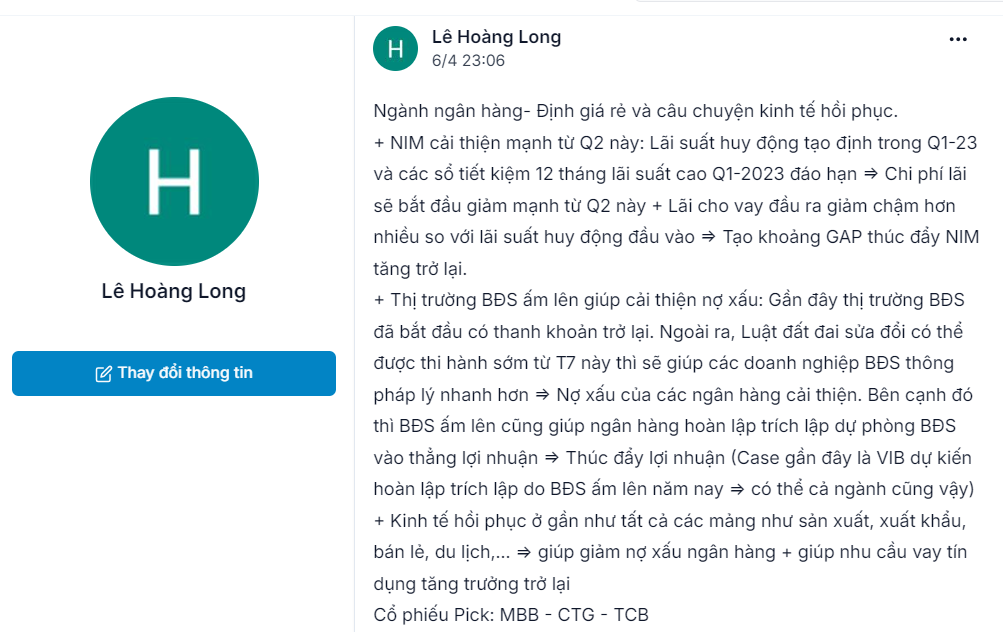 H
Lê Hoàng Long
Thay đổi thông tin
H
Lê Hoàng Long
6/4 23:06
Ngành ngân hàng- Định giá rẻ và câu chuyện kinh tế hồi phục.
+ NIM cải thiện mạnh từ Q2 này: Lãi suất huy động tạo định trong Q1-23
và các sổ tiết kiệm 12 tháng lãi suất cao Q1-2023 đáo hạn => Chi phí lãi
sẽ bắt đầu giảm mạnh từ Q2 này + Lãi cho vay đầu ra giảm chậm hơn
nhiều so với lãi suất huy động đầu vào => Tạo khoảng GAP thúc đẩy NIM
tăng trở lại.
+ Thị trường BĐS ấm lên giúp cải thiện nợ xấu: Gần đây thị trường BĐS
đã bắt đầu có thanh khoản trở lại. Ngoài ra, Luật đất đai sửa đổi có thể
được thi hành sớm từ T7 này thì sẽ giúp các doanh nghiệp BĐS thông
pháp lý nhanh hơn => Nợ xấu của các ngân hàng cải thiện. Bên cạnh đó
thì BĐS ấm lên cũng giúp ngân hàng hoàn lập trích lập dự phòng BĐS
vào thẳng lợi nhuận => Thúc đẩy lợi nhuận (Case gần đây là VIB dự kiến
hoàn lập trích lập do BĐS ấm lên năm nay => có thể cả ngành cũng vậy)
+ Kinh tế hồi phục ở gần như tất cả các mảng như sản xuất, xuất khẩu,
bán lẻ, du lịch,... => giúp giảm nợ xấu ngân hàng + giúp nhu cầu vay tín
dụng tăng trưởng trở lại
Cổ phiếu Pick: MBB - CTG - TCB